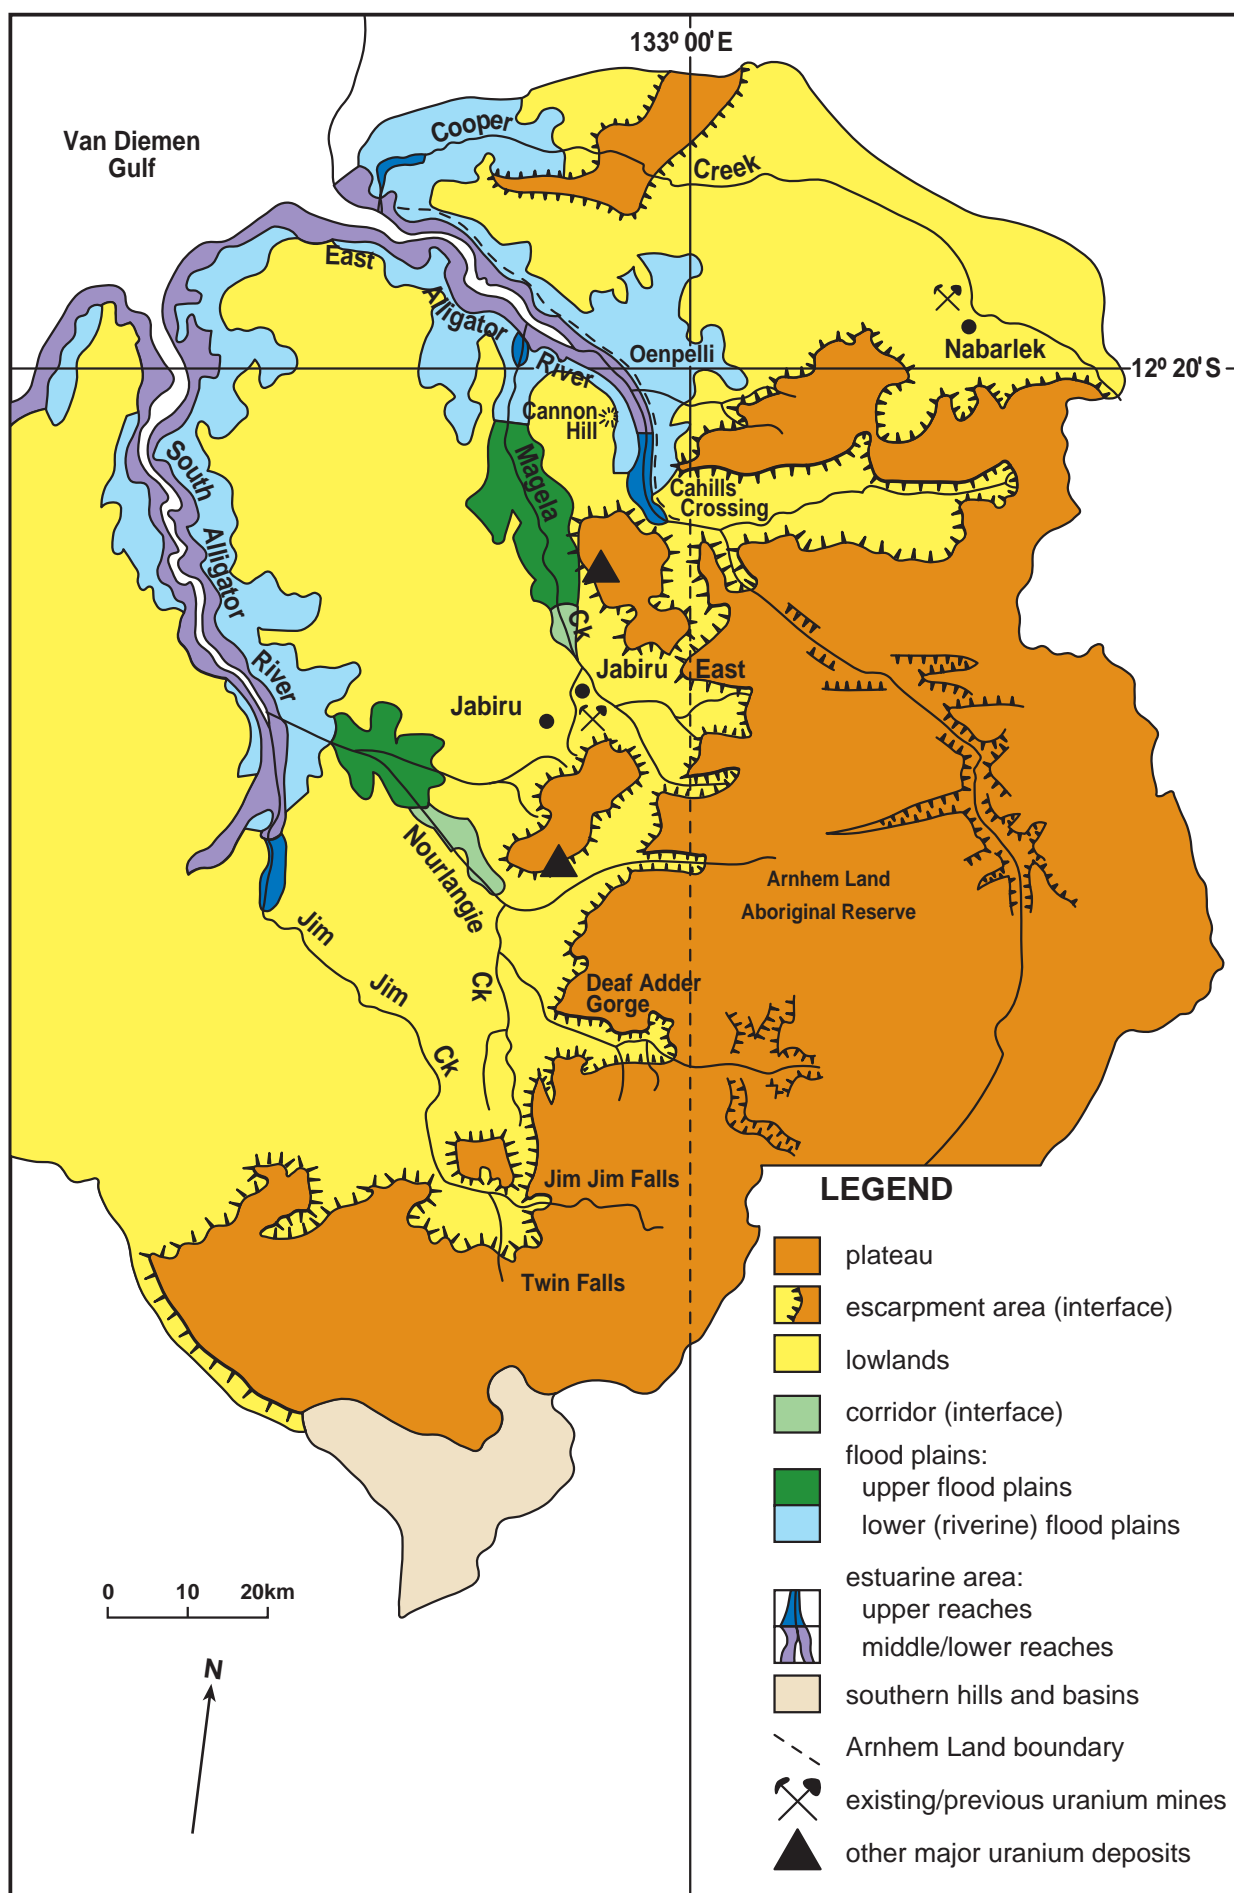 133º 00' E
Van Diemen
Gulf
Cooper
Creek
East
Alligator
River
Oenpelli
Nabarlek
12º 20' S
Cannon
Hill
Magela
Ck
South
Alligator
River
Cahills
Crossing
Jabiru East
Jabiru
Nourlangie
Ck
Arnhem Land
Aboriginal Reserve
Jim
Jim
Ck
Deaf Adder
Gorge
Jim Jim Falls
Twin Falls
LEGEND
plateau
escarpment area (interface)
lowlands
corridor (interface)
flood plains:
upper flood plains
lower (riverine) flood plains
estuarine area:
upper reaches
middle/lower reaches
southern hills and basins
Arnhem Land boundary
existing/previous uranium mines
other major uranium deposits
0 10 20km
N